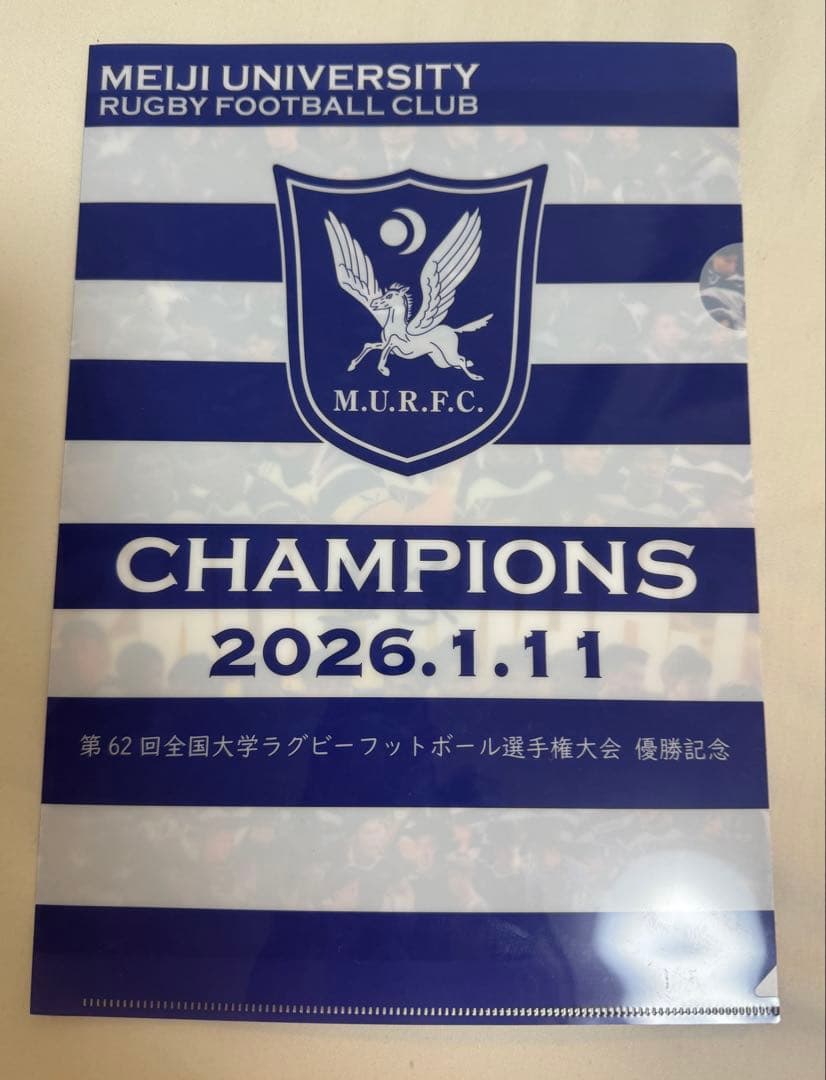 MEIJI UNIVERSITY
RUGBY FOOTBALL CLUB
M.U.R.F.C.
CHAMPIONS
2026.1.11
第62回全国大学ラグビーフットボール選手権大会 優勝記念